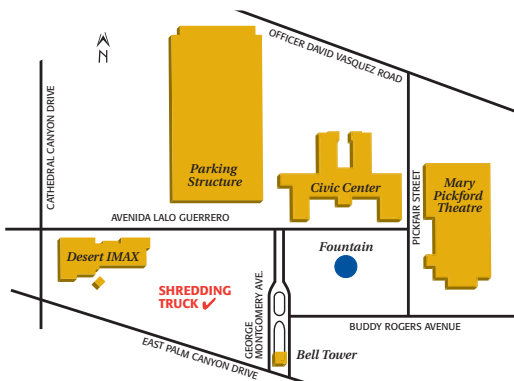 OFFICER DAVID VASQUEZ ROAD
N
CATHEDRAL CANYON DRIVE
Parking
Structure
Civic Center
PICKFAIR STREET
Mary
Pickford
Theatre
AVENIDA LALO GUERRERO
Desert IMAX
Fountain
SHREDDING
TRUCK ✓
GEORGE
MONTGOMERY AVE.
BUDDY ROGERS AVENUE
EAST PALM CANYON DRIVE
Bell Tower